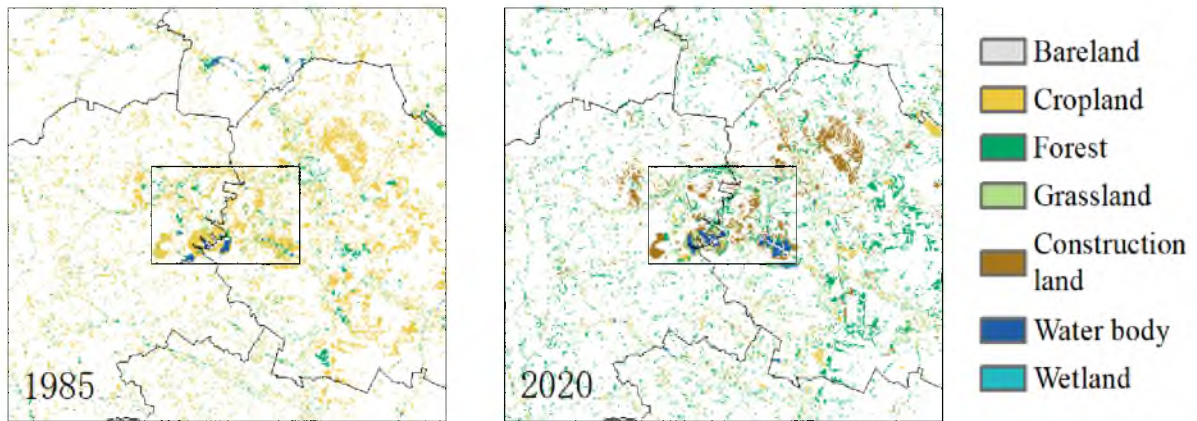 1985
2020
Bareland
Cropland
Forest
Grassland
Construction
land
Water body
Wetland